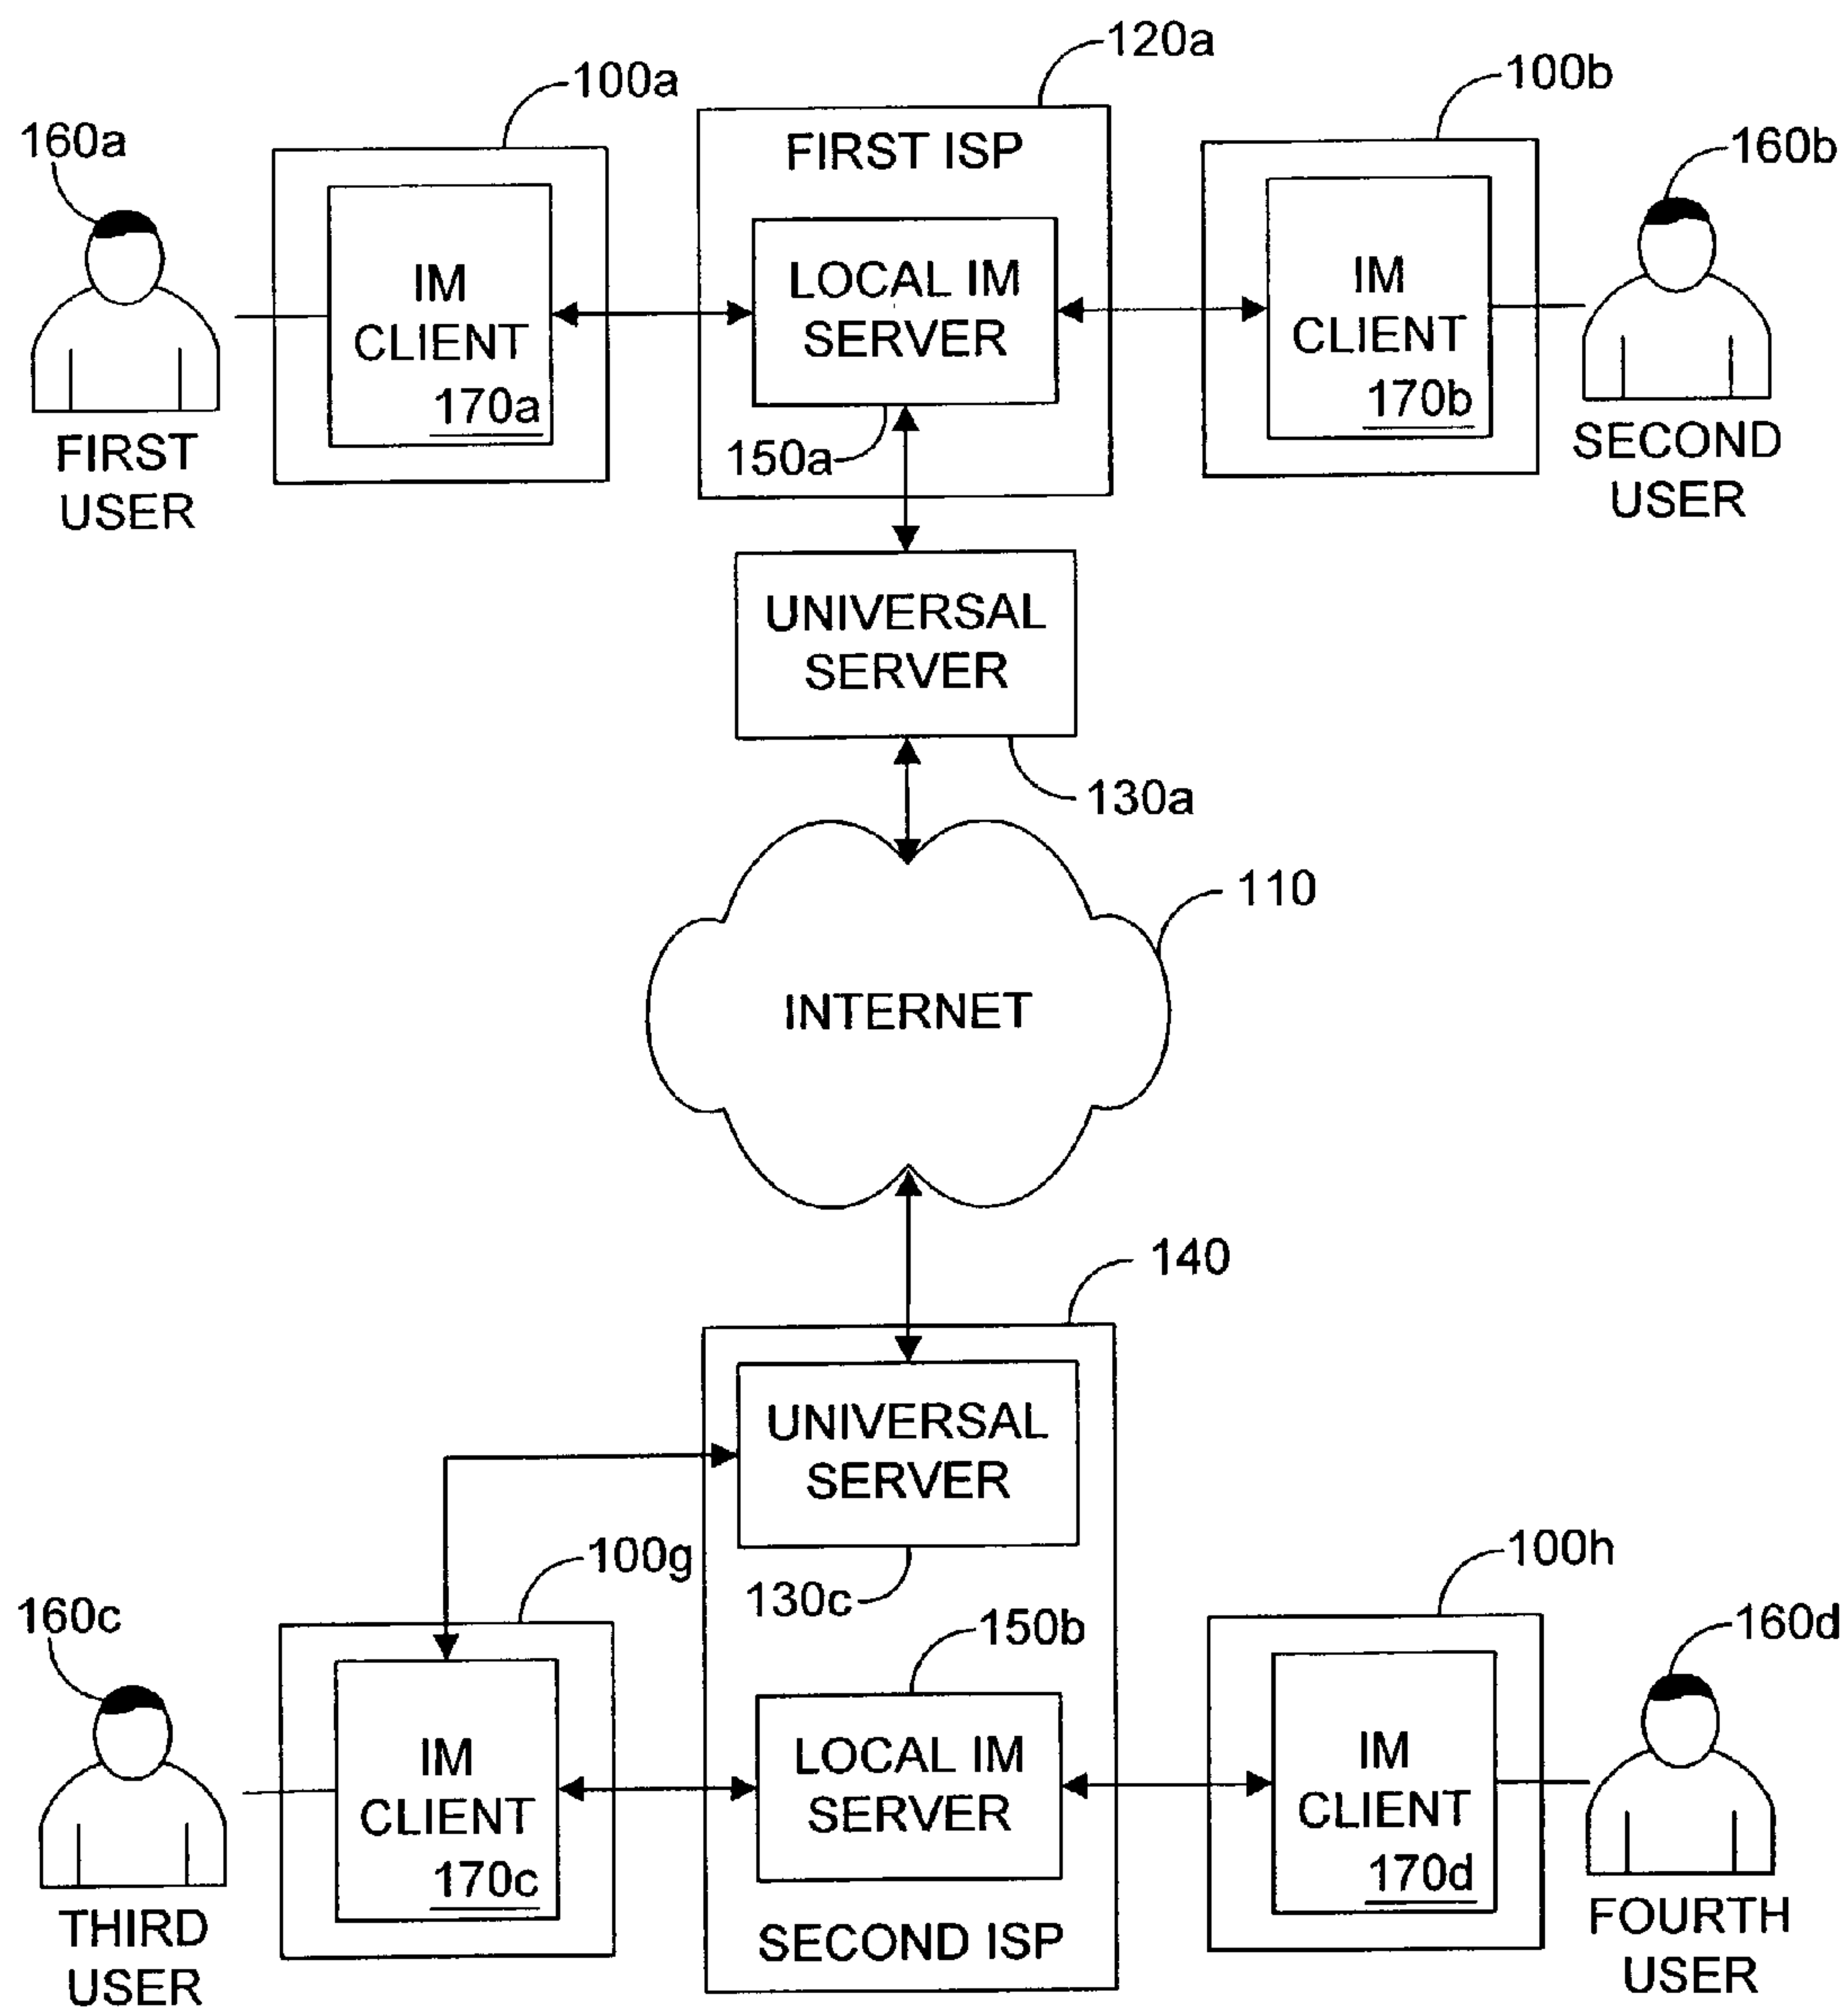 120a
100a
100b
160a
FIRST ISP
160b
IM
CLIENT
170a
LOCAL IM
SERVER
IM
CLIENT
170b
FIRST
USER
150a
SECOND
USER
UNIVERSAL
SERVER
130a
110
INTERNET
140
UNIVERSAL
SERVER
100g
100h
130c
160c
150b
160d
IM
CLIENT
170c
LOCAL IM
SERVER
IM
CLIENT
170d
THIRD
USER
SECOND ISP
FOURTH
USER